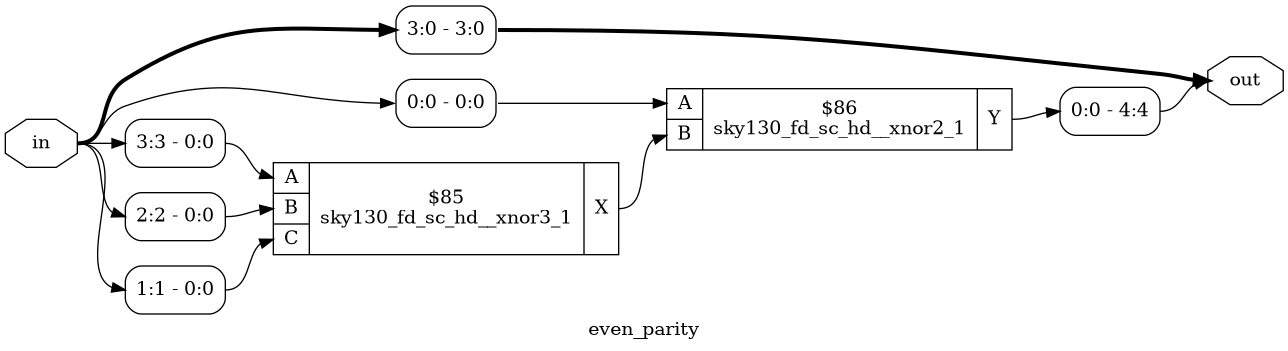 3:0 - 3:0
0:0 - 0:0
in
3:3 - 0:0
2:2 - 0:0
1:1 - 0:0
A
B
C
$85
sky130_fd_sc_hd__xnor3_1
X
A
B
$86
sky130_fd_sc_hd__xnor2_1
Y
0:0 - 4:4
out
even_parity